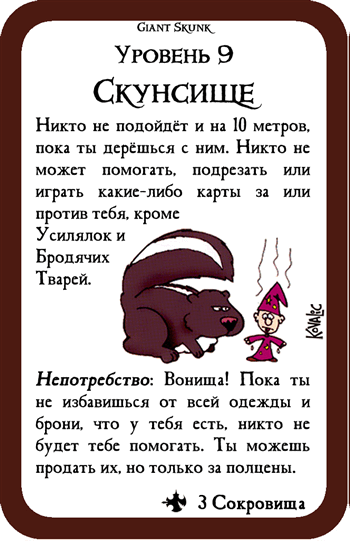 Giant Skunk
Уровень 9
Скунсище
Никто не подойдёт и на 10 метров,
пока ты дерёшься с ним. Никто не
может помогать, подрезать или
играть какие-либо карты за или
против тебя, кроме
Усилялок и
Бродячих
Тварей.
Kovalic
Непотребство: Вонища! Пока ты
не избавишься от всей одежды и
брони, что у тебя есть, никто не
будет тебе помогать. Ты можешь
продать их, но только за полцены.
3 Сокровища